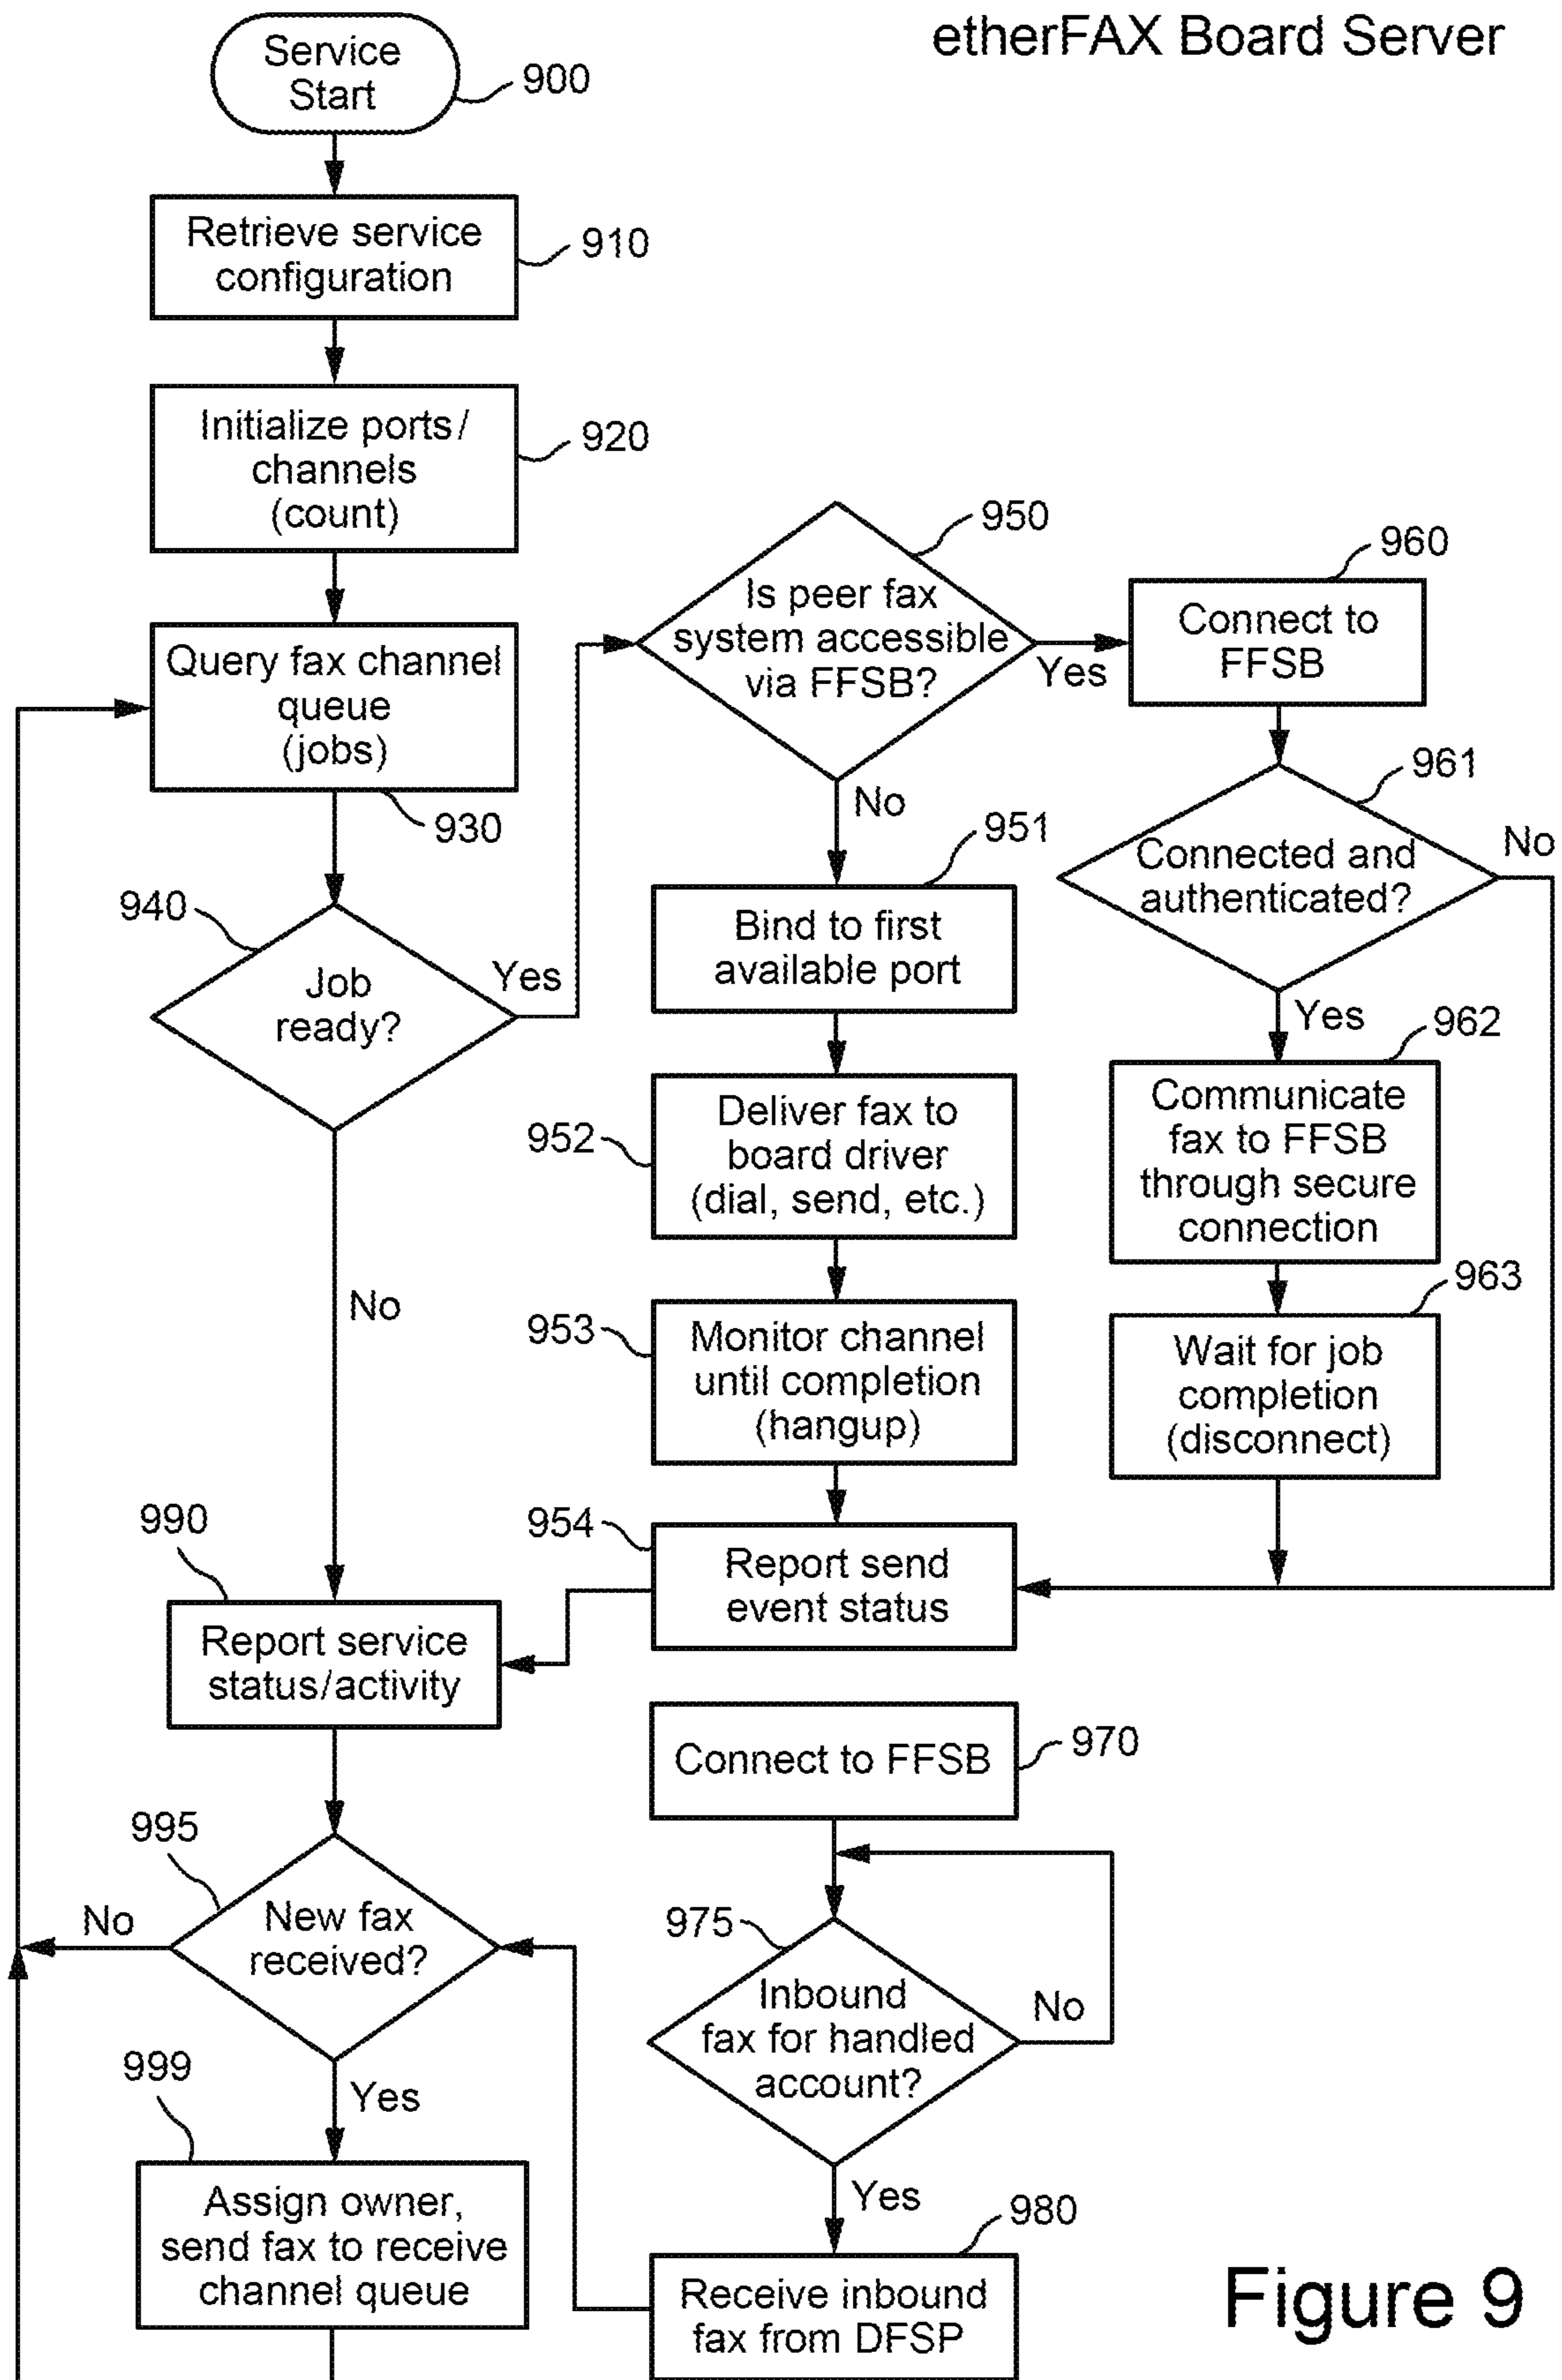 etherFAX Board Server
Service
Start
900
Retrieve service
configuration
910
Initialize ports/
channels
(count)
920
Query fax channel
queue
(jobs)
930
940
Job
ready?
Yes
No
950
Is peer fax
system accessible
via FFSB?
Yes
No
951
Bind to first
available port
952
Deliver fax to
board driver
(dial, send, etc.)
953
Monitor channel
until completion
(hangup)
954
Report send
event status
960
Connect to
FFSB
961
Connected and
authenticated?
No
Yes
962
Communicate
fax to FFSB
through secure
connection
963
Wait for job
completion
(disconnect)
990
Report service
status/activity
995
New fax
received?
No
Yes
999
Assign owner,
send fax to receive
channel queue
Connect to FFSB
970
975
Inbound
fax for handled
account?
No
Yes
980
Receive inbound
fax from DFSP
Figure 9